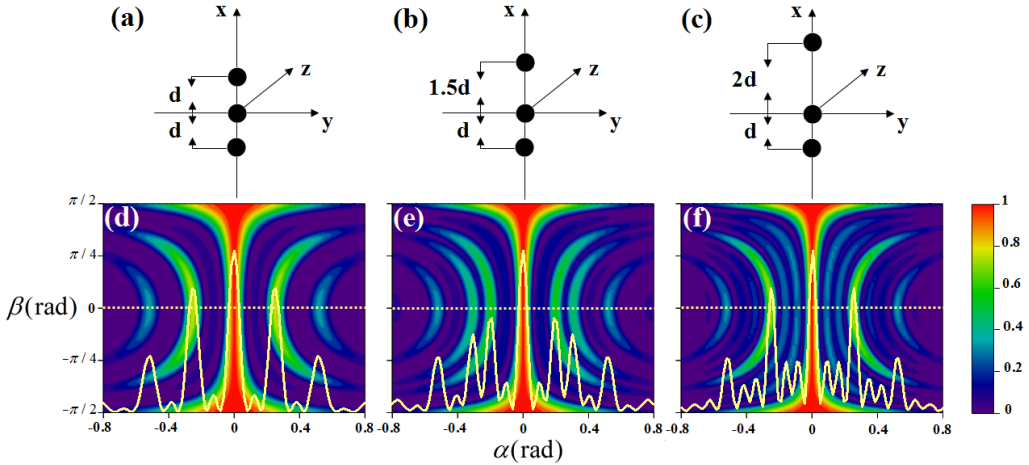 (a) x (b) x (c) x
z z z
d 1.5d 2d
y y y
d d d
π/2 (d) (e) (f) 1
π/4 0.8
β(rad) 0 0.6
-π/4 0.4
0.2
-π/2 0
-0.8 -0.4 0 0.4 0.8 -0.4 0 0.4 0.8 -0.8 -0.4 0 0.4 0.8
α(rad)